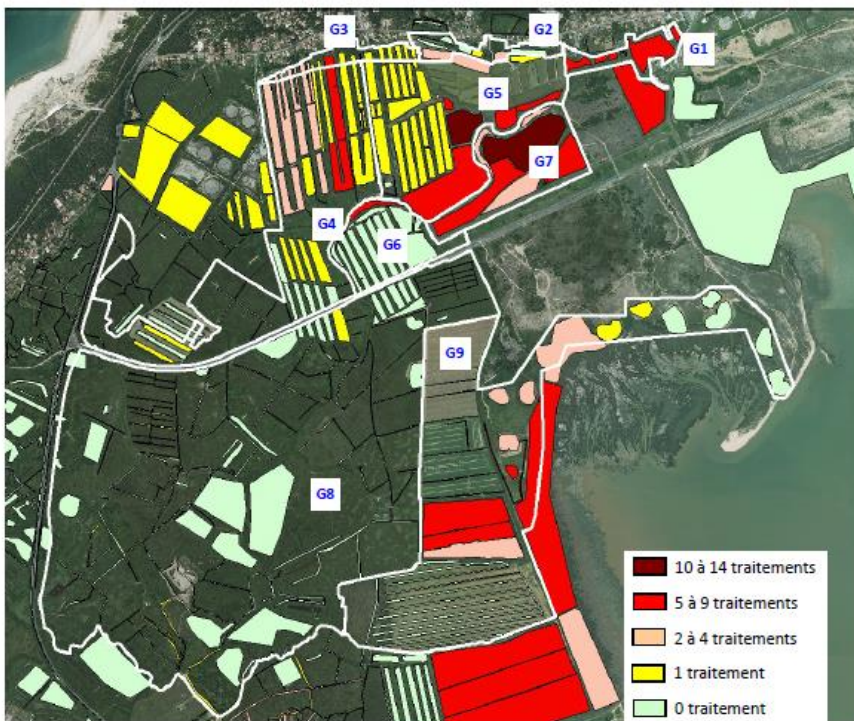 G3
G2
G1
G5
G7
G4
G6
G9
G8
10 à 14 traitements
5 à 9 traitements
2 à 4 traitements
1 traitement
0 traitement